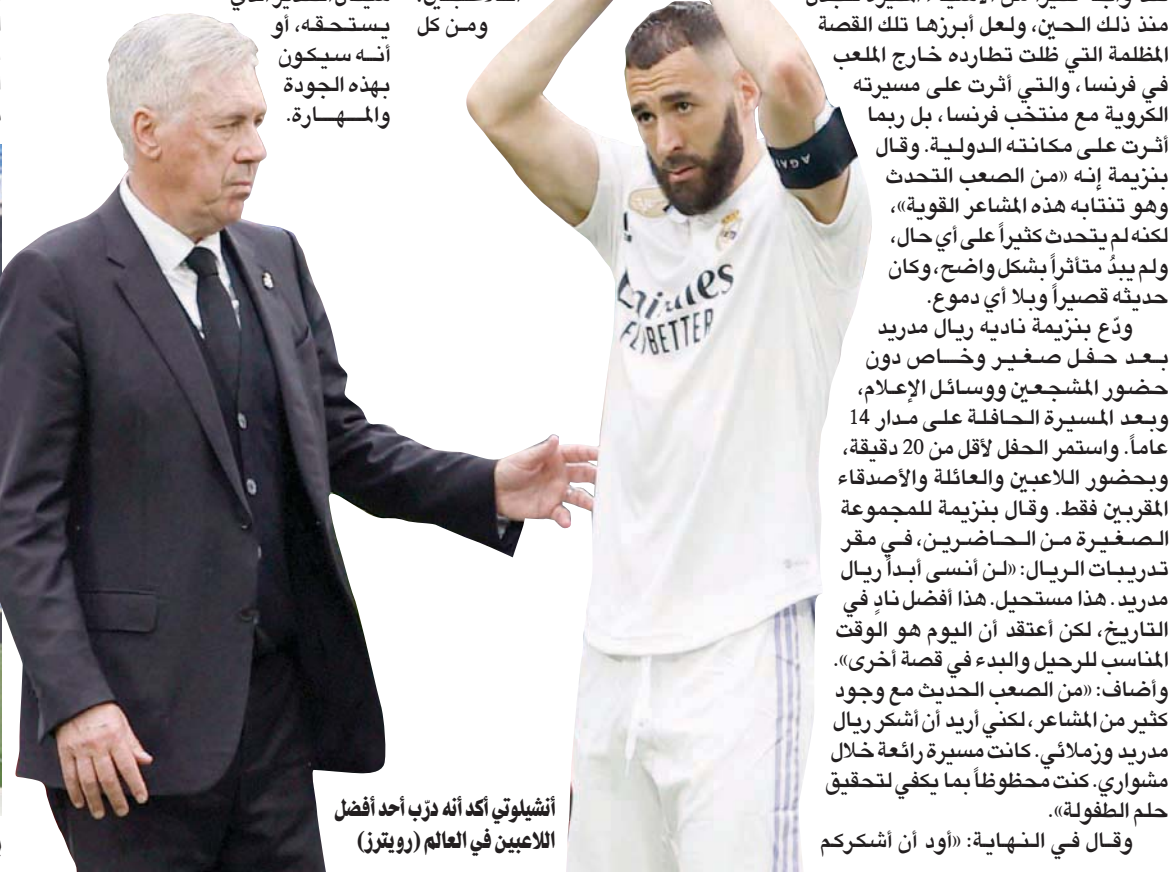 منذ ذلك الحين، ولعل أبرزها تلك القصة
المظلمة التي ظلت تطارده خارج الملعب
في فرنسا، والتي أثرت على مسيرته
الكروية مع منتخب فرنسا، بل ربما
أثرت على مكانته الدولية. وقال
بنزيمة إنه «من الصعب التحدث
وهو تنتابه هذه المشاعر القوية»،
لكنه لم يتحدث كثيراً على أي حال،
ولم يبدُ متأثراً بشكل واضح، وكان
حديثه قصيراً وبلا أي دموع.
ودّع بنزيمة ناديه ريال مدريد
بعد حفل صغير وخاص دون
حضور المشجعين ووسائل الإعلام،
وبعد المسيرة الحافلة على مدار 14
عاماً. واستمر الحفل لأقل من 20 دقيقة،
وبحضور اللاعبين والعائلة والأصدقاء
المقربين فقط. وقال بنزيمة للمجموعة
الصغيرة من الحاضرين، في مقر
تدريبات الريال: «لن أنسى أبداً ريال
مدريد. هذا مستحيل. هذا أفضل نادٍ في
التاريخ، لكن أعتقد أن اليوم هو الوقت
المناسب للرحيل والبدء في قصة أخرى».
وأضاف: «من الصعب الحديث مع وجود
كثير من المشاعر، لكني أريد أن أشكر ريال
مدريد وزملائي. كانت مسيرة رائعة خلال
مشواري. كنت محظوظاً بما يكفي لتحقيق
حلم الطفولة».
وقال في النهاية: «أود أن أشكركم
ومن كل
يستحقه، أو
أنه سيكون
بهذه الجودة
والمهارة.
Emirates
FLY BETTER
AGAIN
أنشيلوتي أكد أنه درّب أحد أفضل
اللاعبين في العالم (رويترز)